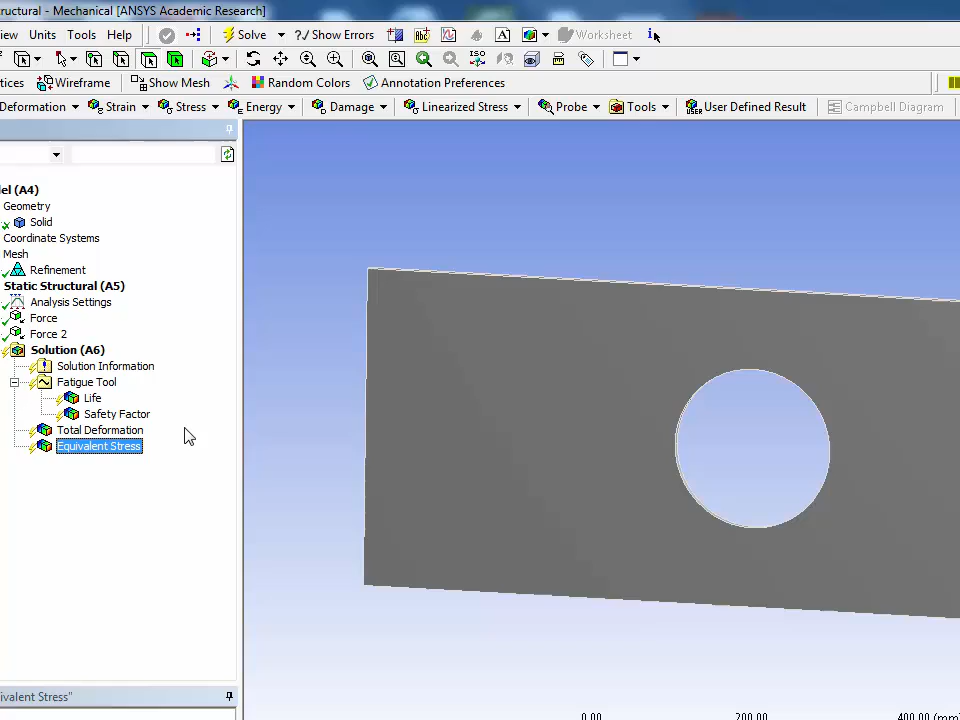 ructural - Mechanical [ANSYS Academic Research]
iew Units Tools Help Solve ?/ Show Errors Worksheet
ISO
tices Wireframe Show Mesh Random Colors Annotation Preferences
Deformation Strain Stress Energy Damage Linearized Stress Probe Tools User Defined Result Campbell Diagram
el (A4)
Geometry
Solid
Coordinate Systems
Mesh
Refinement
Static Structural (A5)
Analysis Settings
Force
Force 2
Solution (A6)
Solution Information
Fatigue Tool
Life
Safety Factor
Total Deformation
Equivalent Stress
ivalent Stress"
0.00 200.00 400.00 (mm)